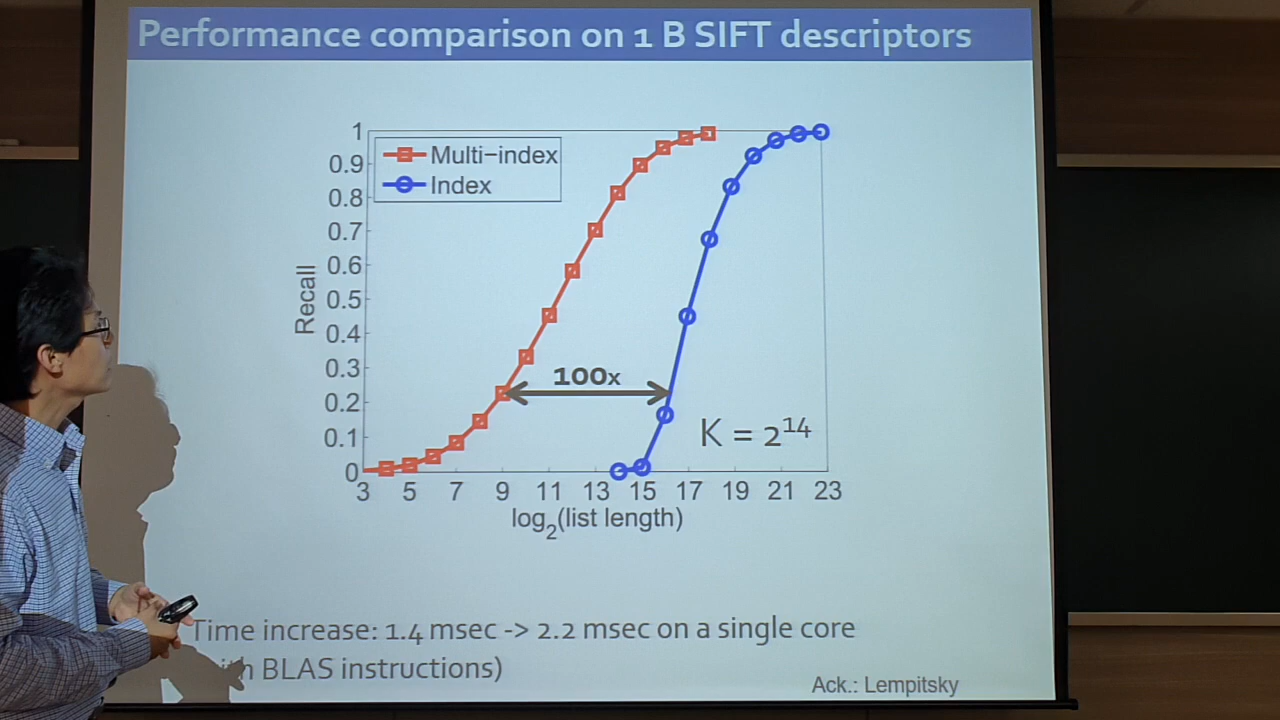 Performance comparison on 1 B SIFT descriptors
1
0.9
0.8
0.7
0.6
0.5
0.4
0.3
0.2
0.1
0
Recall
Multi-index
Index
100x
K = 2^14
3 5 7 9 11 13 15 17 19 21 23
log2(list length)
Time increase: 1.4 msec -> 2.2 msec on a single core
BLAS instructions)
Ack.: Lempitsky